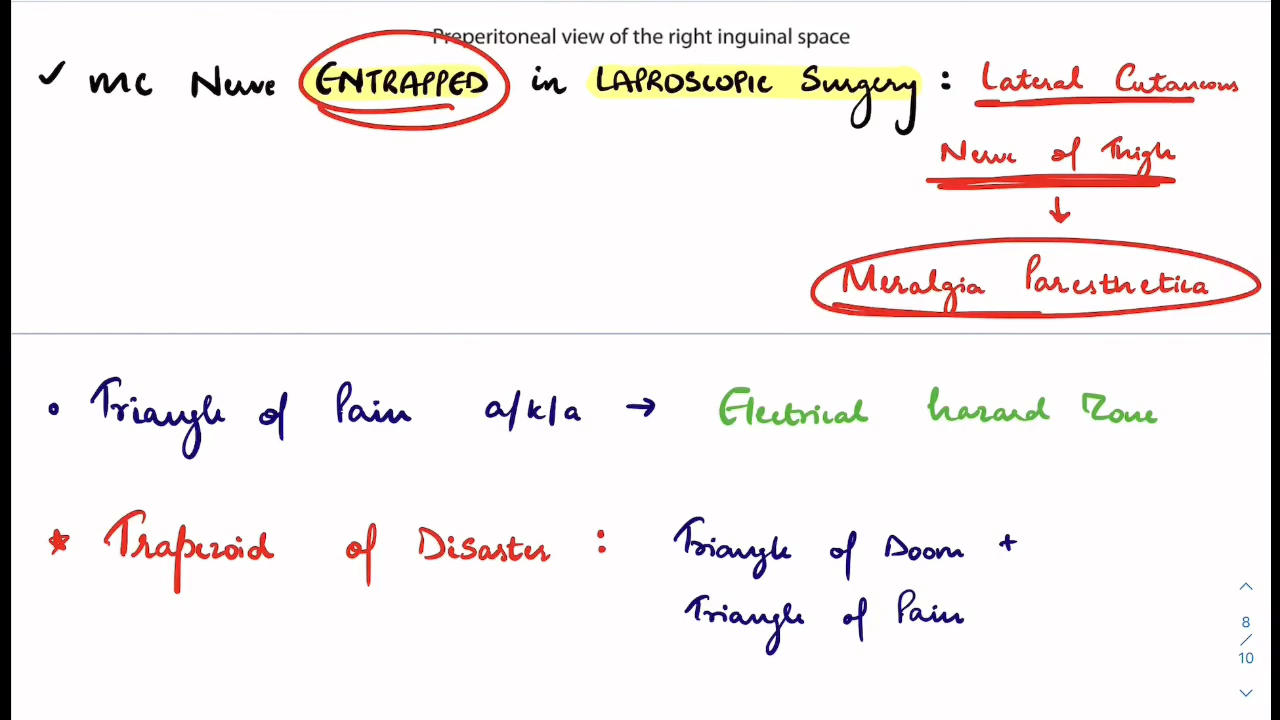 Preperitoneal view of the right inguinal space
✓ MC Nerve ENTRAPPED in LAPROSCOPIC Surgery : Lateral Cutaneous
Nerve of Thigh
↓
Meralgia Paresthetica
• Triangle of Pain a/k/a → Electrical hazard Zone
* Trapezoid of Disaster : Triangle of Doom +
Triangle of Pain
8
/
10